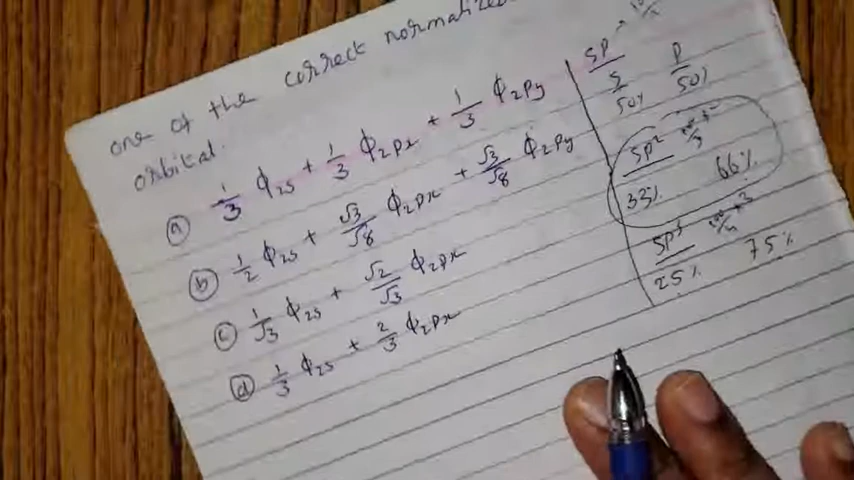 one of the correct normalized
orbital.
(a) 1/3 ϕ2s + 1/3 ϕ2px + 1/3 ϕ2py
(b) 1/2 ϕ2s + √3/√8 ϕ2px + √3/√8 ϕ2py
(c) 1/√3 ϕ2s + √2/√3 ϕ2px
(d) 1/3 ϕ2s + 2/3 ϕ2px
SP
S P
50% 50%
SP²
33% 66%
SP³
25% 75%